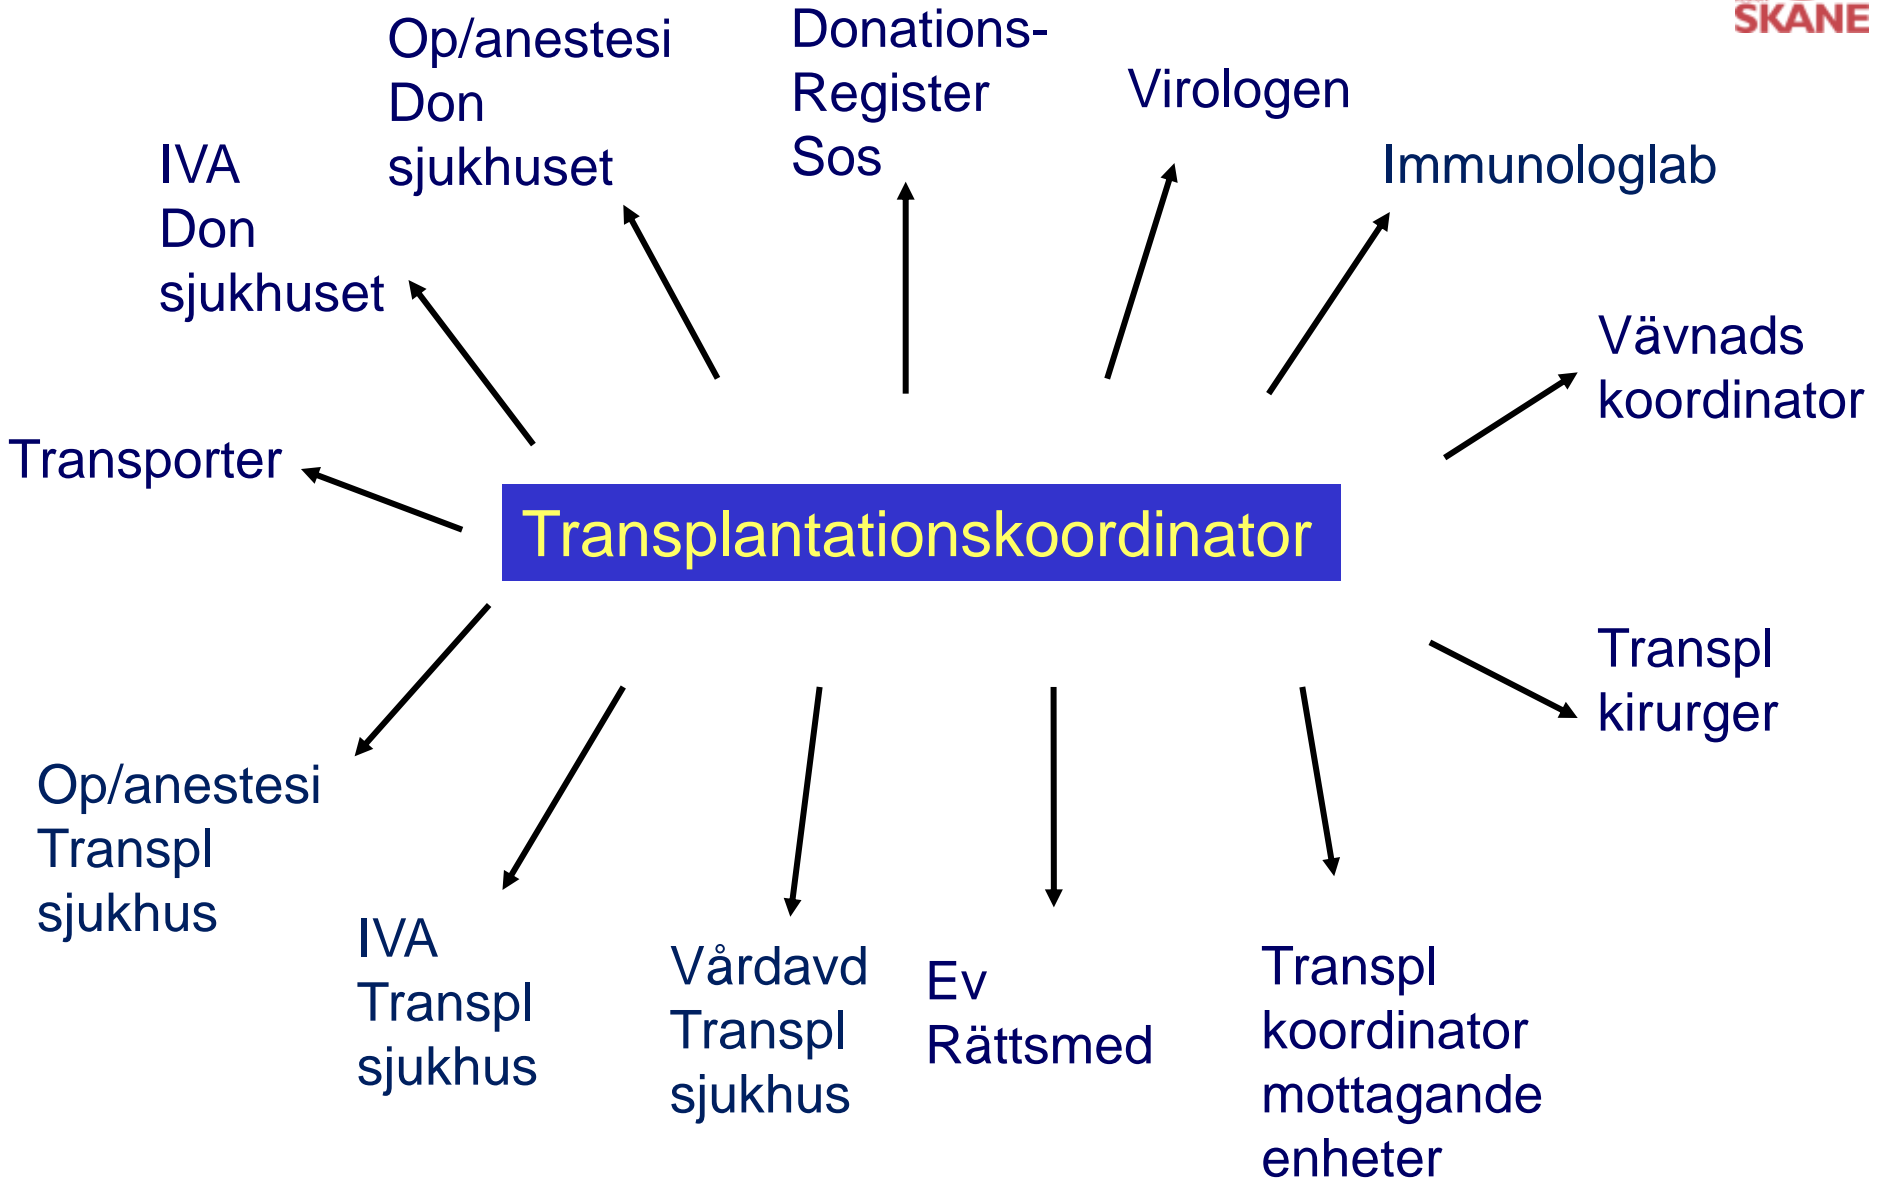 SKÅNE
Op/anestesi
Don
sjukhuset
Donations-
Register
Sos
Virologen
Immunologlab
IVA
Don
sjukhuset
Vävnads
koordinator
Transporter
Transplantationskoordinator
Transpl
kirurger
Op/anestesi
Transpl
sjukhus
IVA
Transpl
sjukhus
Vårdavd
Transpl
sjukhus
Ev
Rättsmed
Transpl
koordinator
mottagande
enheter